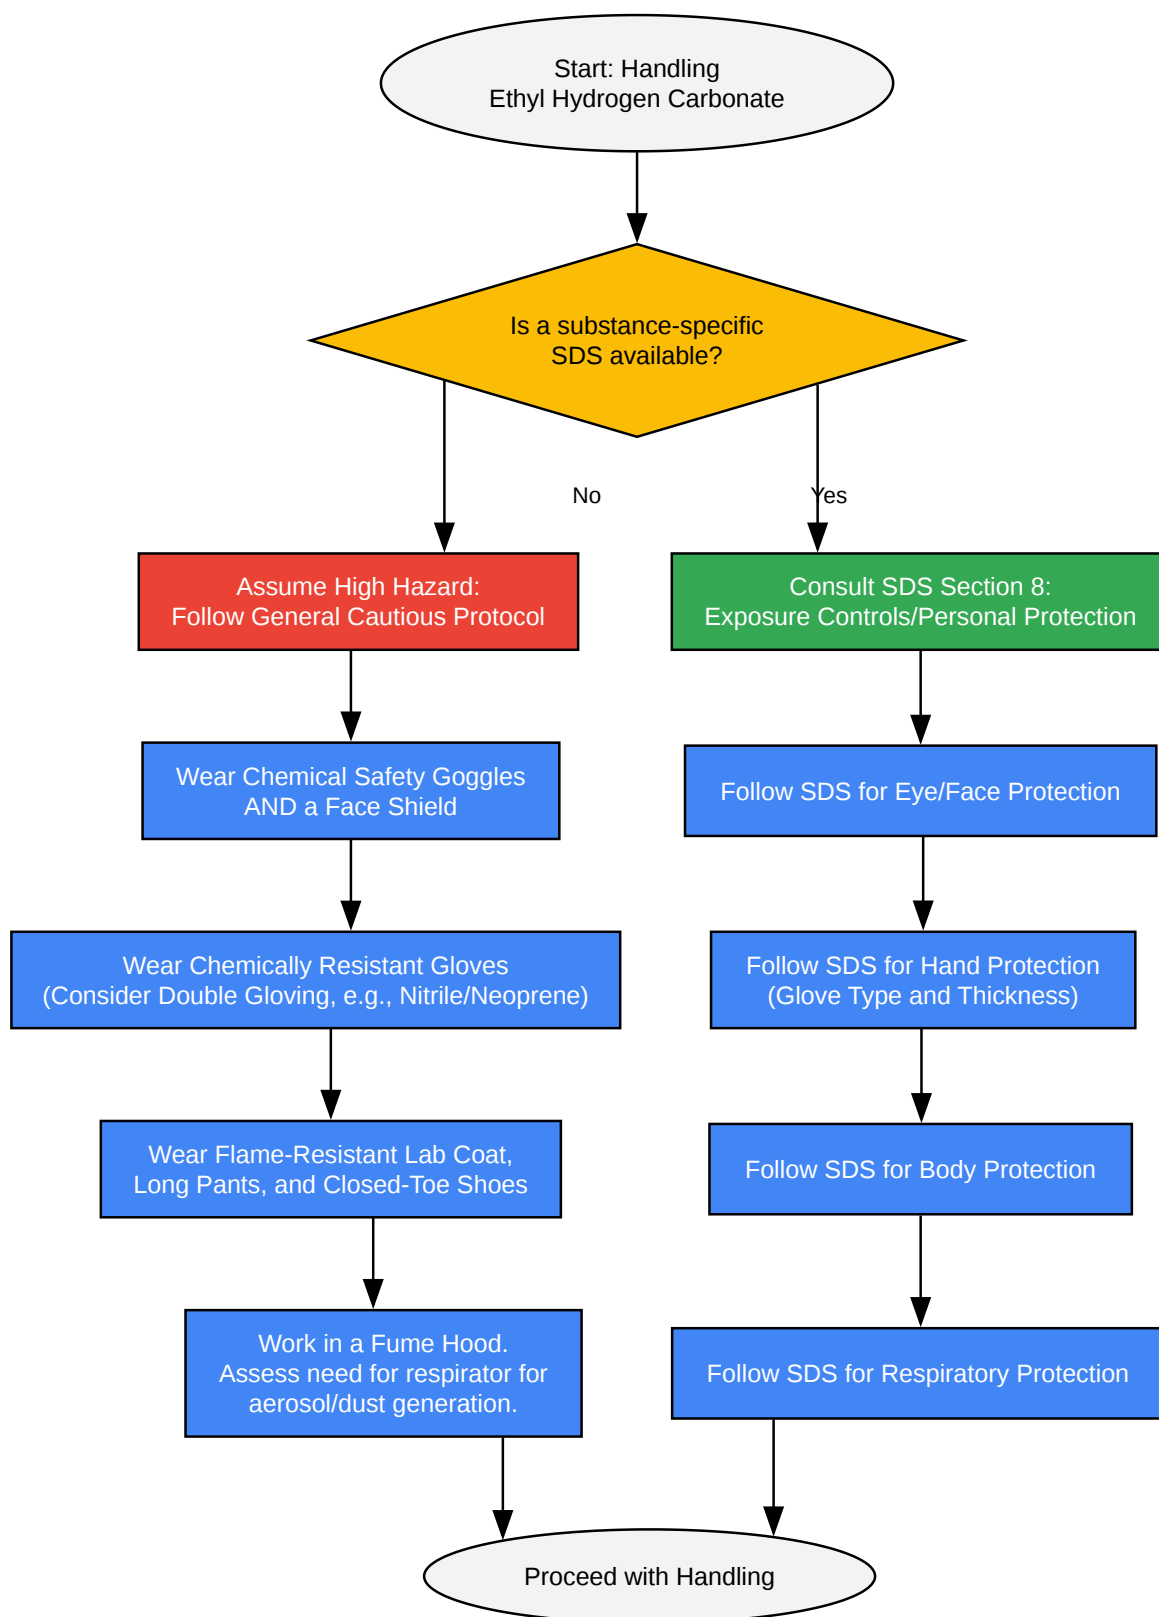 Start: Handling
Ethyl Hydrogen Carbonate
Is a substance-specific
SDS available?
No
Yes
Assume High Hazard:
Follow General Cautious Protocol
Consult SDS Section 8:
Exposure Controls/Personal Protection
Wear Chemical Safety Goggles
AND a Face Shield
Follow SDS for Eye/Face Protection
Wear Chemically Resistant Gloves
(Consider Double Gloving, e.g., Nitrile/Neoprene)
Follow SDS for Hand Protection
(Glove Type and Thickness)
Wear Flame-Resistant Lab Coat,
Long Pants, and Closed-Toe Shoes
Follow SDS for Body Protection
Work in a Fume Hood.
Assess need for respirator for
aerosol/dust generation.
Follow SDS for Respiratory Protection
Proceed with Handling